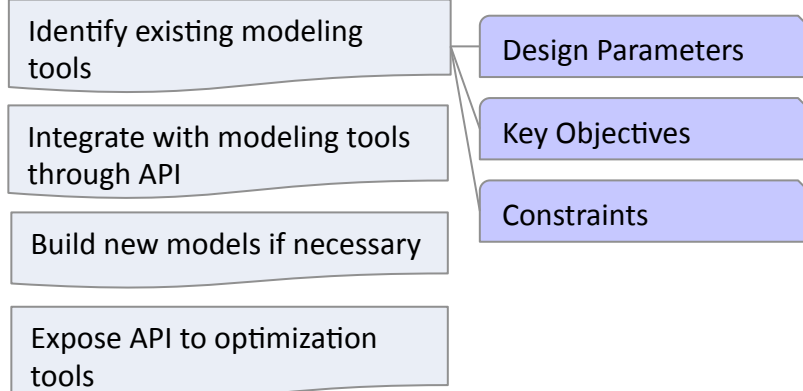 Identify existing modeling
tools
Design Parameters
Key Objectives
Integrate with modeling tools
through API
Constraints
Build new models if necessary
Expose API to optimization
tools